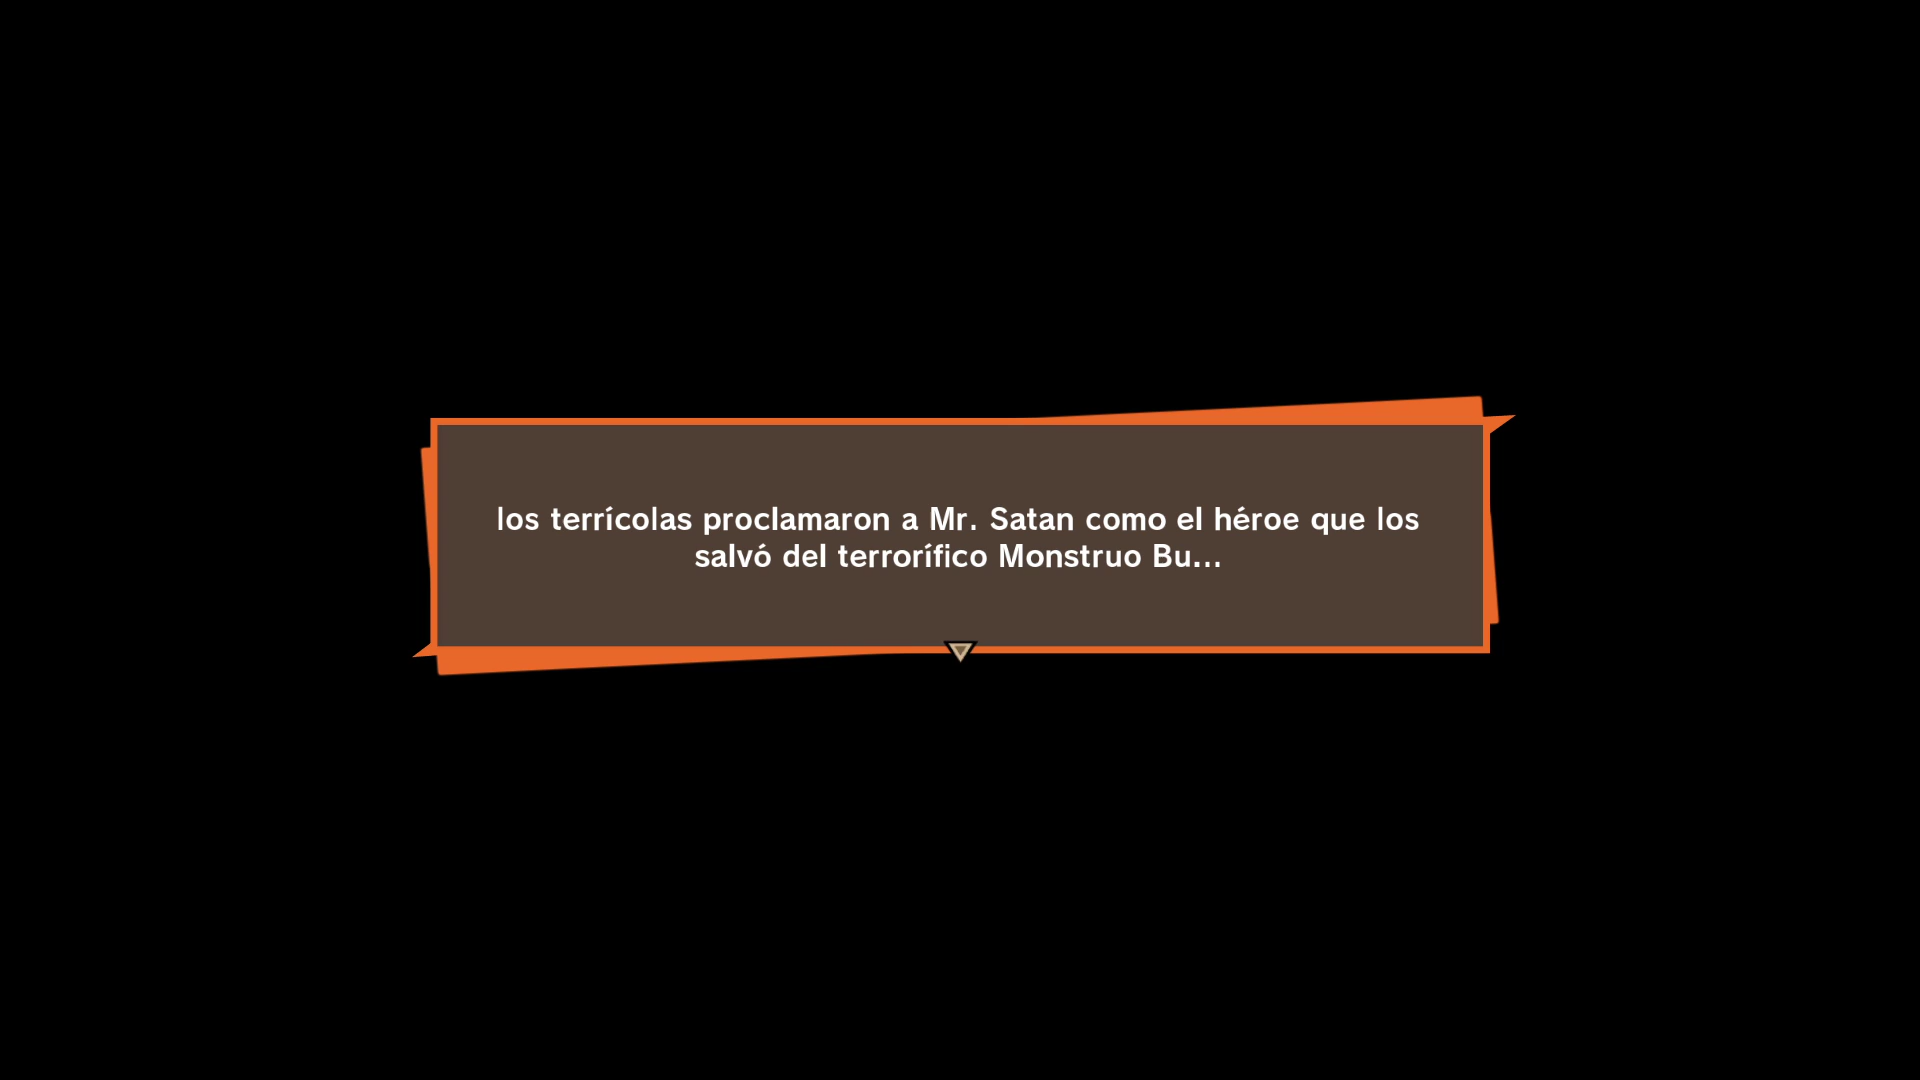 los terrícolas proclamaron a Mr. Satan como el héroe que los
salvó del terrorífico Monstruo Bu...